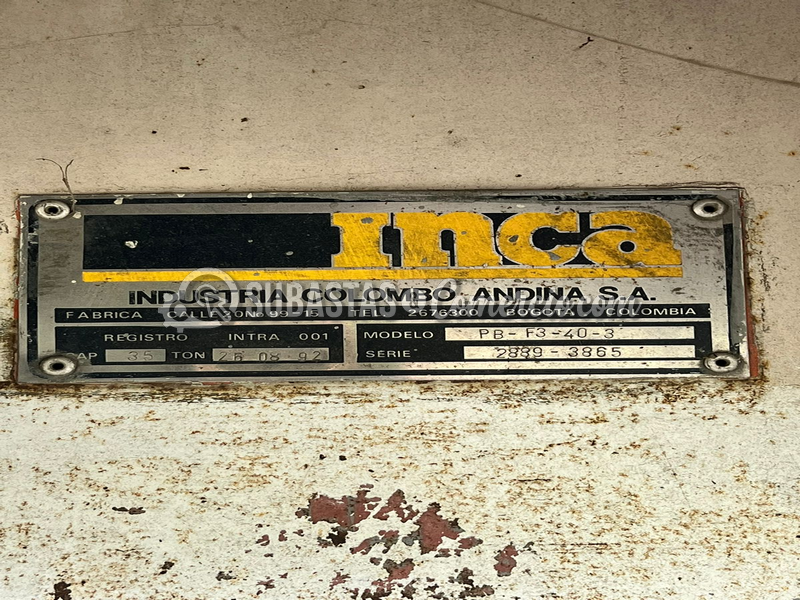 inca
INDUSTRIA COLOMBO ANDINA S.A.
FABRICA CALLE 20 No 99-15 TEL 2676300 BOGOTA COLOMBIA
REGISTRO INTRA 001
CAP 35 TON 26 08 92
MODELO PB-F3-40-3
SERIE 2889-3865
SUBASTAS